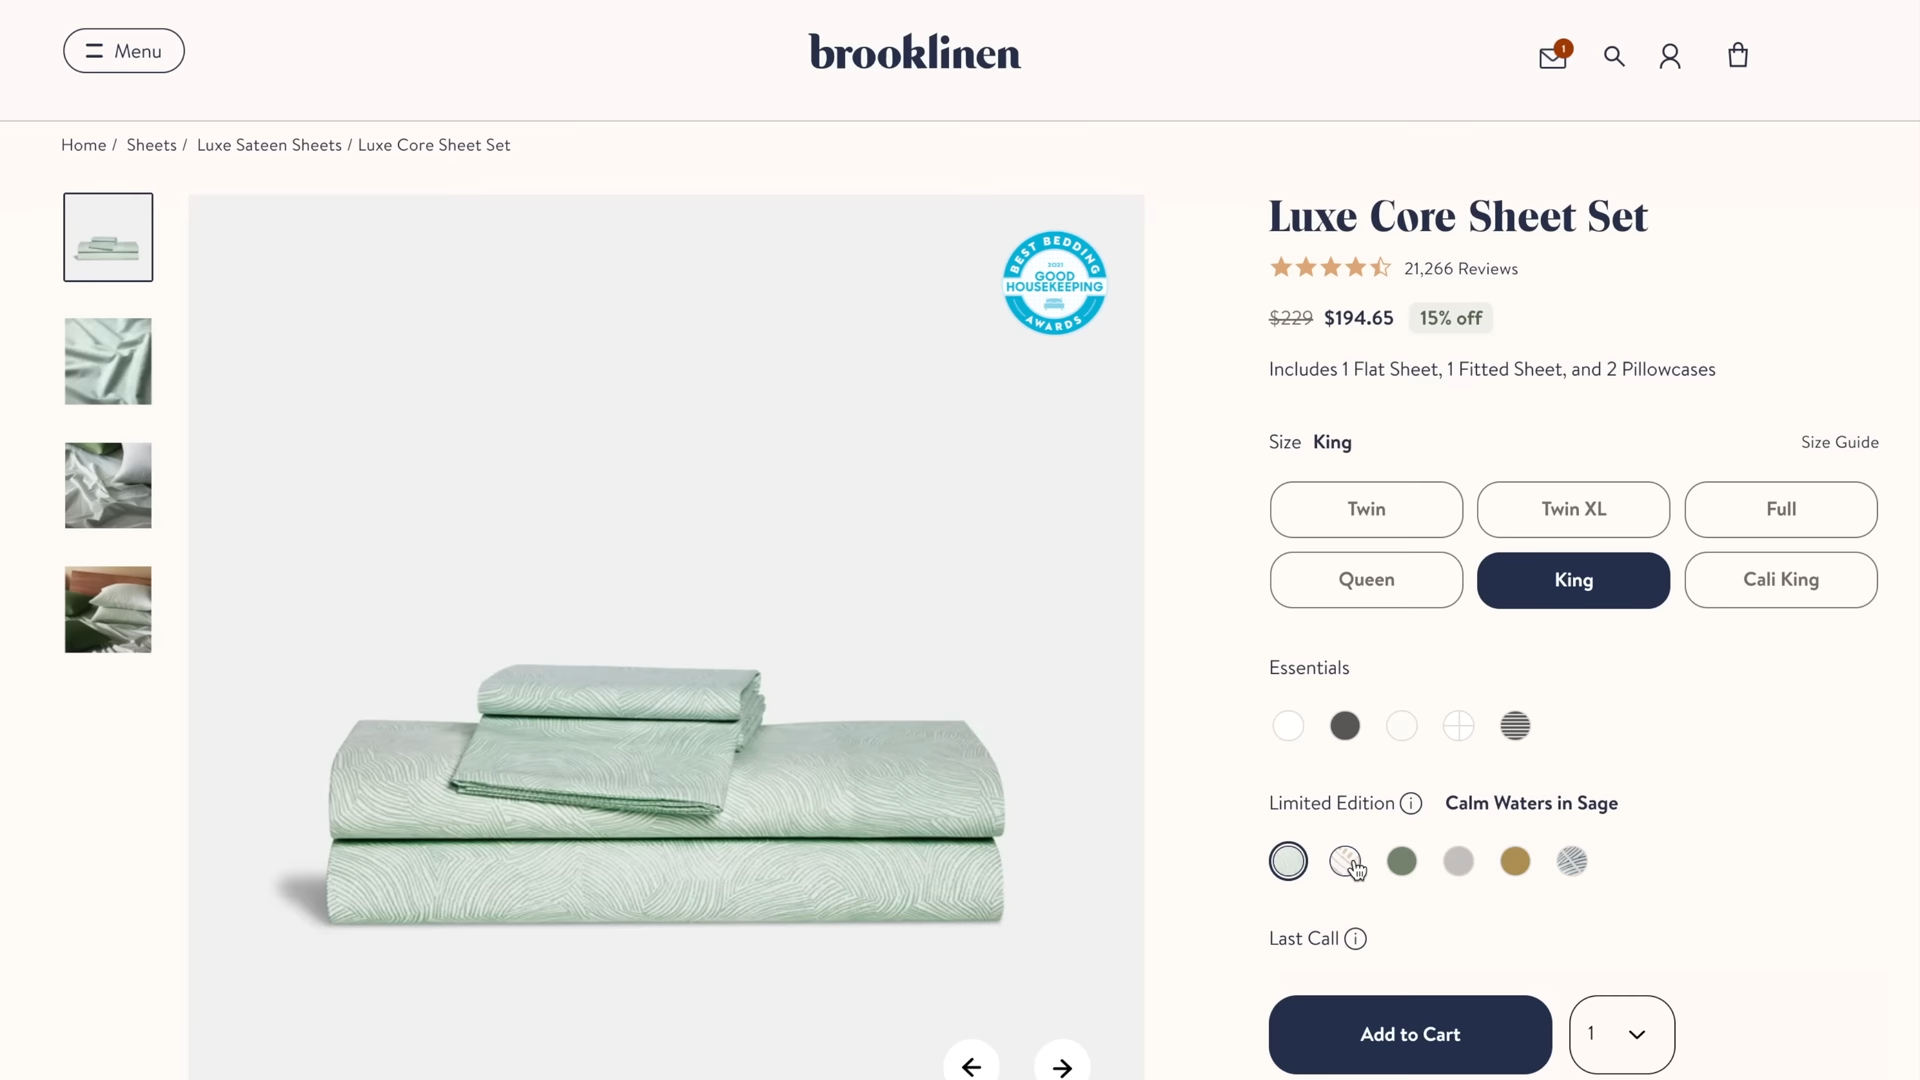 Menu
brooklinen
1
Home / Sheets / Luxe Sateen Sheets / Luxe Core Sheet Set
BEST BEDDING
2021
GOOD
HOUSEKEEPING
AWARDS
Luxe Core Sheet Set
21,266 Reviews
$229 $194.65 15% off
Includes 1 Flat Sheet, 1 Fitted Sheet, and 2 Pillowcases
Size King Size Guide
Twin Twin XL Full
Queen King Cali King
Essentials
Limited Edition i Calm Waters in Sage
Last Call i
Add to Cart 1